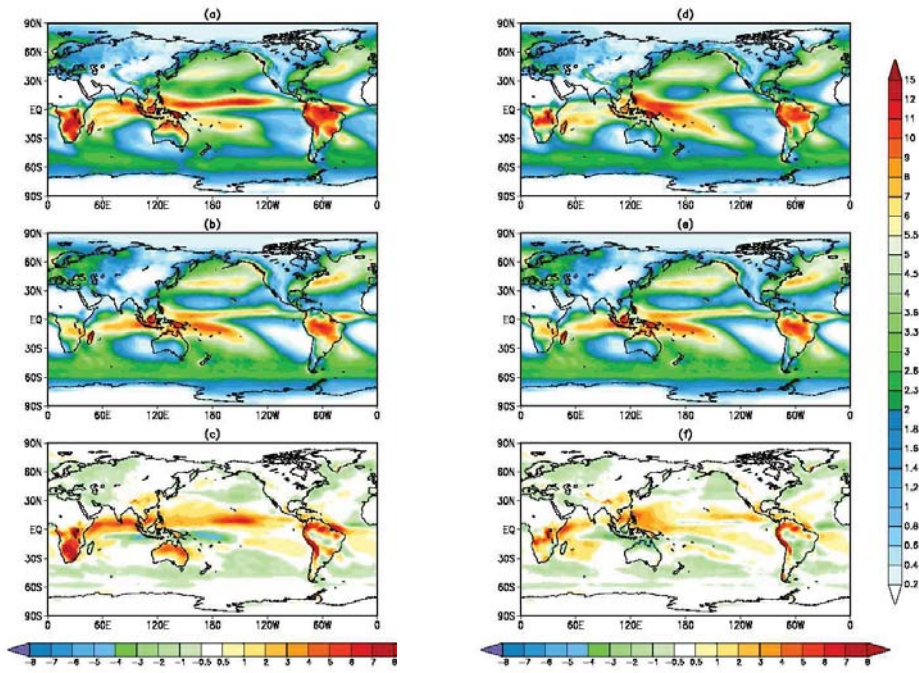 (a)
90N
60N
30N
EQ
30S
60S
90S
0 60E 120E 180 120W 60W 0
(b)
90N
60N
30N
EQ
30S
60S
90S
0 60E 120E 180 120W 60W 0
(c)
90N
60N
30N
EQ
30S
60S
90S
0 60E 120E 180 120W 60W 0
-8 -7 -6 -5 -4 -3 -2 -1 -0.5 0.5 1 2 3 4 5 6 7 8
(d)
90N
60N
30N
EQ
30S
60S
90S
0 60E 120E 180 120W 60W 0
(e)
90N
60N
30N
EQ
30S
60S
90S
0 60E 120E 180 120W 60W 0
(f)
90N
60N
30N
EQ
30S
60S
90S
0 60E 120E 180 120W 60W 0
-8 -7 -6 -5 -4 -3 -2 -1 -0.5 0.5 1 2 3 4 5 6 7 8
15
12
10
9
8
7
6
5.5
5
4.5
4
3.6
3.3
3
2.6
2.3
2
1.8
1.6
1.4
1.2
1
0.8
0.6
0.4
0.2